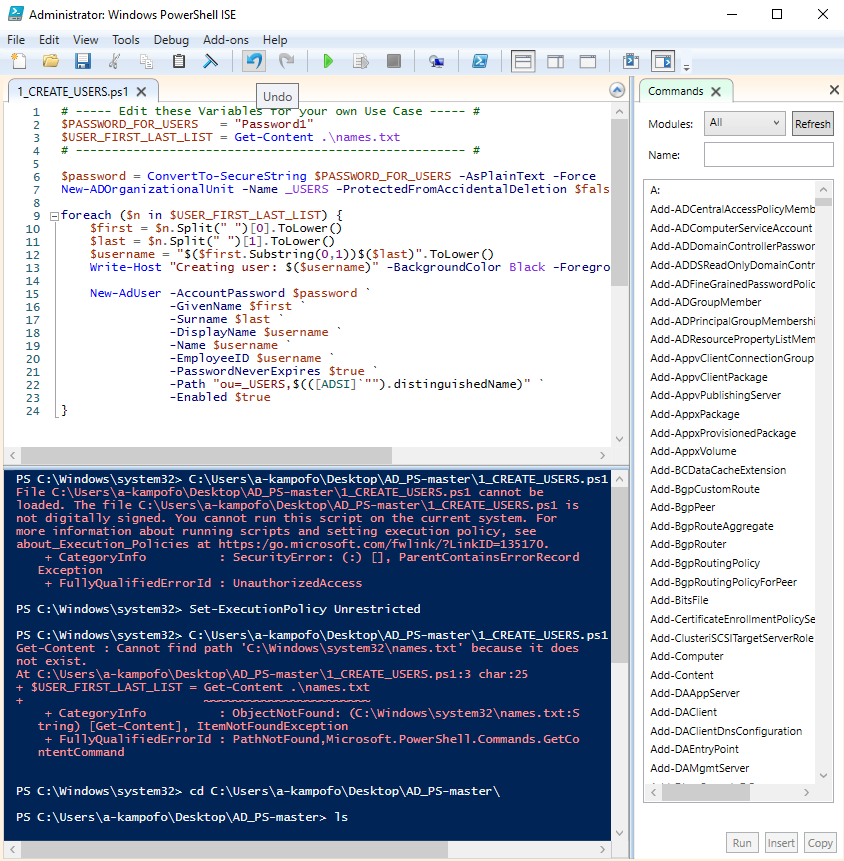 Administrator: Windows PowerShell ISE
File Edit View Tools Debug Add-ons Help
1_CREATE_USERS.ps1
Undo
1 # ----- Edit these Variables for your own Use Case ----- #
2 $PASSWORD_FOR_USERS   = "Password1"
3 $USER_FIRST_LAST_LIST = Get-Content .\names.txt
4 # ------------------------------------------------------ #
5
6 $password = ConvertTo-SecureString $PASSWORD_FOR_USERS -AsPlainText -Force
7 New-ADOrganizationalUnit -Name _USERS -ProtectedFromAccidentalDeletion $fals
8
9 foreach ($n in $USER_FIRST_LAST_LIST) {
10     $first = $n.Split(" ")[0].ToLower()
11     $last = $n.Split(" ")[1].ToLower()
12     $username = "$($first.Substring(0,1))$($last)".ToLower()
13     Write-Host "Creating user: $($username)" -BackgroundColor Black -Foregro
14
15     New-AdUser -AccountPassword $password `
16                -GivenName $first `
17                -Surname $last `
18                -DisplayName $username `
19                -Name $username `
20                -EmployeeID $username `
21                -PasswordNeverExpires $true `
22                -Path "ou=_USERS,$(([ADSI]`"").distinguishedName)" `
23                -Enabled $true
24 }
PS C:\Windows\system32> C:\Users\a-kampofo\Desktop\AD_PS-master\1_CREATE_USERS.ps1
File C:\Users\a-kampofo\Desktop\AD_PS-master\1_CREATE_USERS.ps1 cannot be
loaded. The file C:\Users\a-kampofo\Desktop\AD_PS-master\1_CREATE_USERS.ps1 is
not digitally signed. You cannot run this script on the current system. For
more information about running scripts and setting execution policy, see
about_Execution_Policies at https:/go.microsoft.com/fwlink/?LinkID=135170.
    + CategoryInfo          : SecurityError: (:) [], ParentContainsErrorRecord
   Exception
    + FullyQualifiedErrorId : UnauthorizedAccess
PS C:\Windows\system32> Set-ExecutionPolicy Unrestricted
PS C:\Windows\system32> C:\Users\a-kampofo\Desktop\AD_PS-master\1_CREATE_USERS.ps1
Get-Content : Cannot find path 'C:\Windows\system32\names.txt' because it does
not exist.
At C:\Users\a-kampofo\Desktop\AD_PS-master\1_CREATE_USERS.ps1:3 char:25
+ $USER_FIRST_LAST_LIST = Get-Content .\names.txt
+                         ~~~~~~~~~~~~~~~~~~~~~~~
    + CategoryInfo          : ObjectNotFound: (C:\Windows\system32\names.txt:S
   tring) [Get-Content], ItemNotFoundException
    + FullyQualifiedErrorId : PathNotFound,Microsoft.PowerShell.Commands.GetCo
   ntentCommand
PS C:\Windows\system32> cd C:\Users\a-kampofo\Desktop\AD_PS-master\
PS C:\Users\a-kampofo\Desktop\AD_PS-master> ls
Commands
Modules: All Refresh
Name:
A:
Add-ADCentralAccessPolicyMemb
Add-ADComputerServiceAccount
Add-ADDomainControllerPasswor
Add-ADDSReadOnlyDomainContr
Add-ADFineGrainedPasswordPolic
Add-ADGroupMember
Add-ADPrincipalGroupMembershi
Add-ADResourcePropertyListMem
Add-AppvClientConnectionGroup
Add-AppvClientPackage
Add-AppvPublishingServer
Add-AppxPackage
Add-AppxProvisionedPackage
Add-AppxVolume
Add-BCDataCacheExtension
Add-BgpCustomRoute
Add-BgpPeer
Add-BgpRouteAggregate
Add-BgpRouter
Add-BgpRoutingPolicy
Add-BgpRoutingPolicyForPeer
Add-BitsFile
Add-CertificateEnrollmentPolicySe
Add-ClusteriSCSITargetServerRole
Add-Computer
Add-Content
Add-DAAppServer
Add-DAClient
Add-DAClientDnsConfiguration
Add-DAEntryPoint
Add-DAMgmtServer
Run Insert Copy